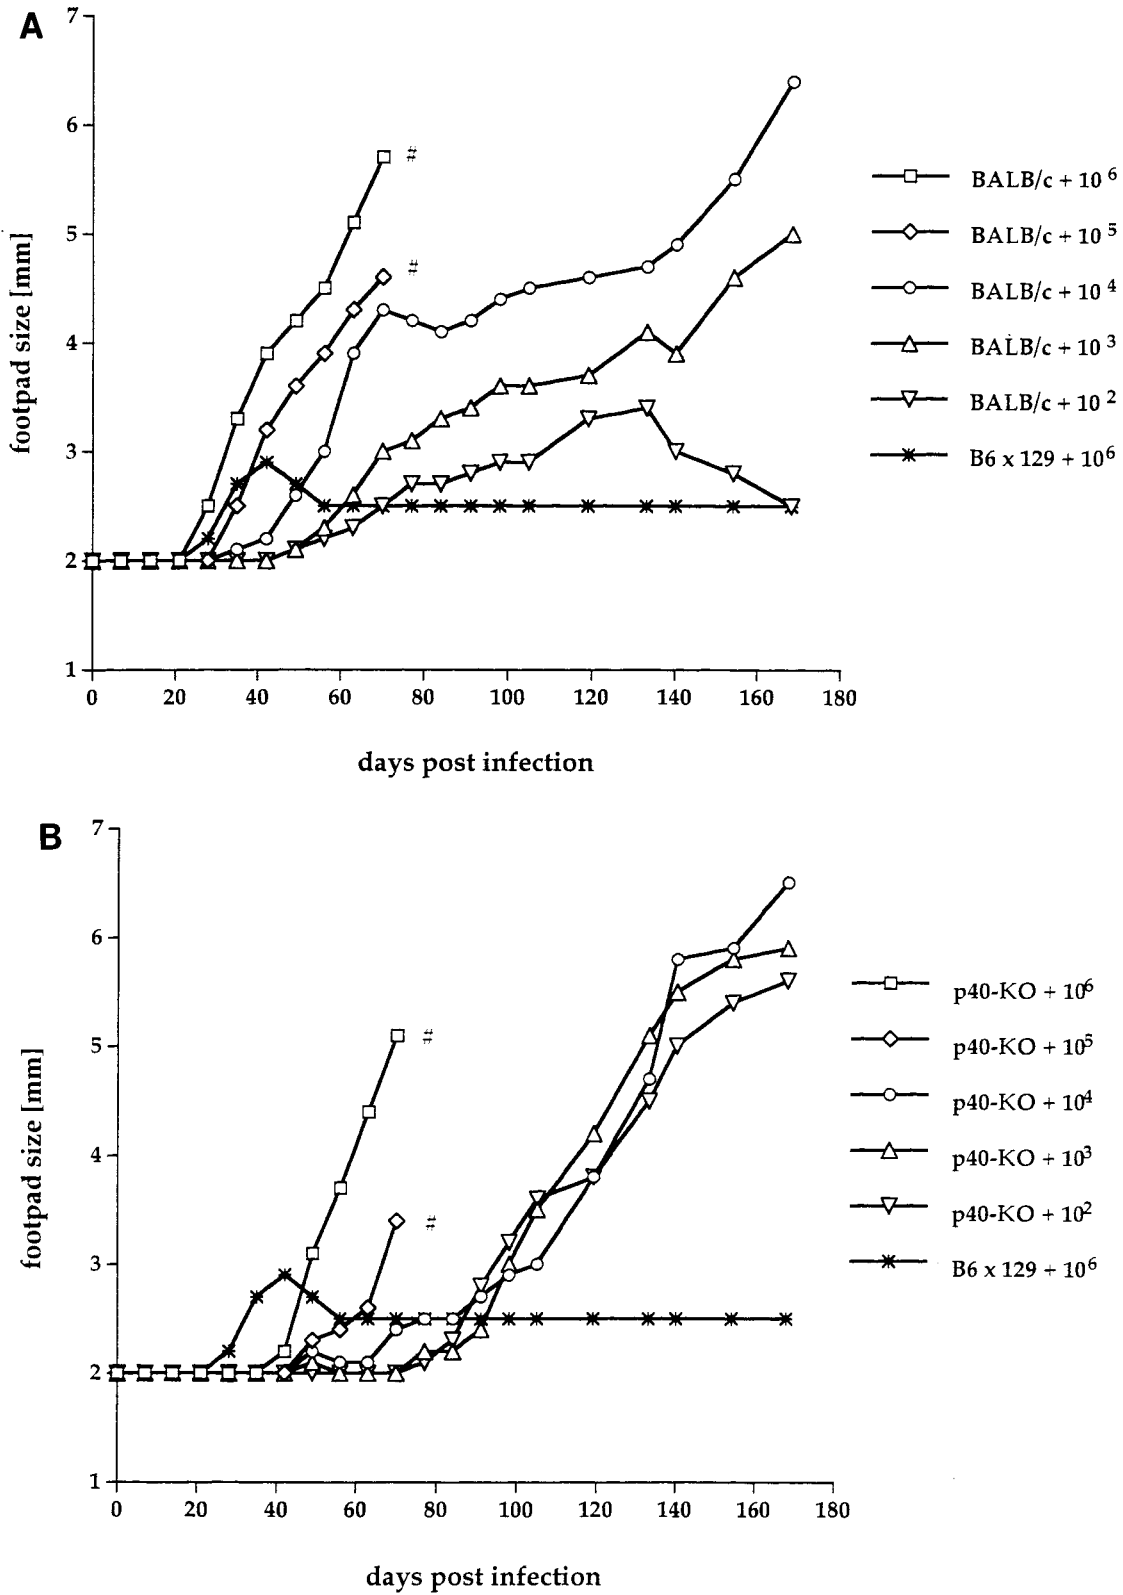 A
7
6
5
4
3
2
1
footpad size [mm]
#
#
0 20 40 60 80 100 120 140 160 180
days post infection
BALB/c + 10 6
BALB/c + 10 5
BALB/c + 10 4
BALB/c + 10 3
BALB/c + 10 2
B6 x 129 + 10 6
B
7
6
5
4
3
2
1
footpad size [mm]
#
#
0 20 40 60 80 100 120 140 160 180
days post infection
p40-KO + 10 6
p40-KO + 10 5
p40-KO + 10 4
p40-KO + 10 3
p40-KO + 10 2
B6 x 129 + 10 6